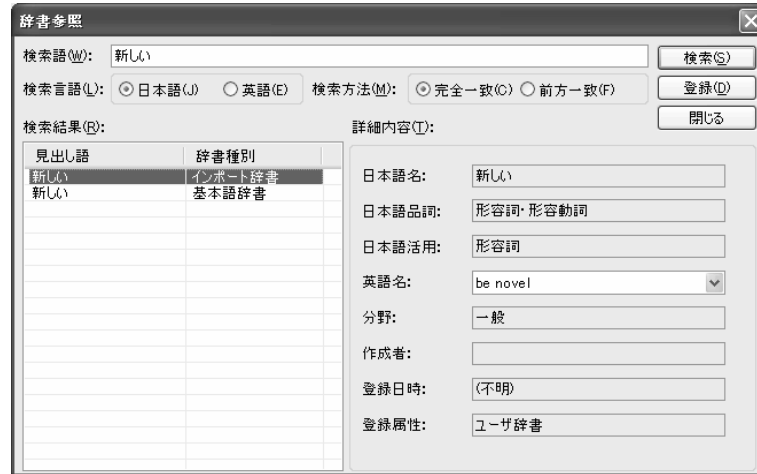 辞書参照
検索語(W): 新しい 検索(S)
検索言語(L): 日本語(J) 英語(E) 検索方法(M): 完全一致(C) 前方一致(F) 登録(D)
閉じる
検索結果(R): 詳細内容(T):
見出し語 辞書種別
新しい インポート辞書
新しい 基本語辞書
日本語名: 新しい
日本語品詞: 形容詞・形容動詞
日本語活用: 形容詞
英語名: be novel
分野: 一般
作成者:
登録日時: (不明)
登録属性: ユーザ辞書